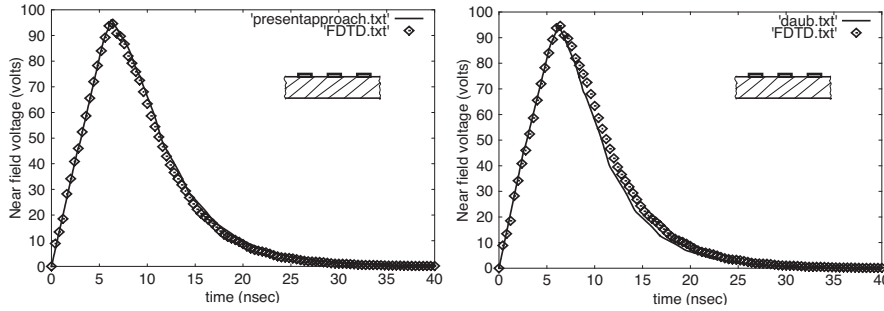 'presentapproach.txt'
'FDTD.txt'
Near field voltage (volts)
100
90
80
70
60
50
40
30
20
10
0
0 5 10 15 20 25 30 35 40
time (nsec)
'daub.txt'
'FDTD.txt'
Near field voltage (volts)
100
90
80
70
60
50
40
30
20
10
0
0 5 10 15 20 25 30 35 40
time (nsec)